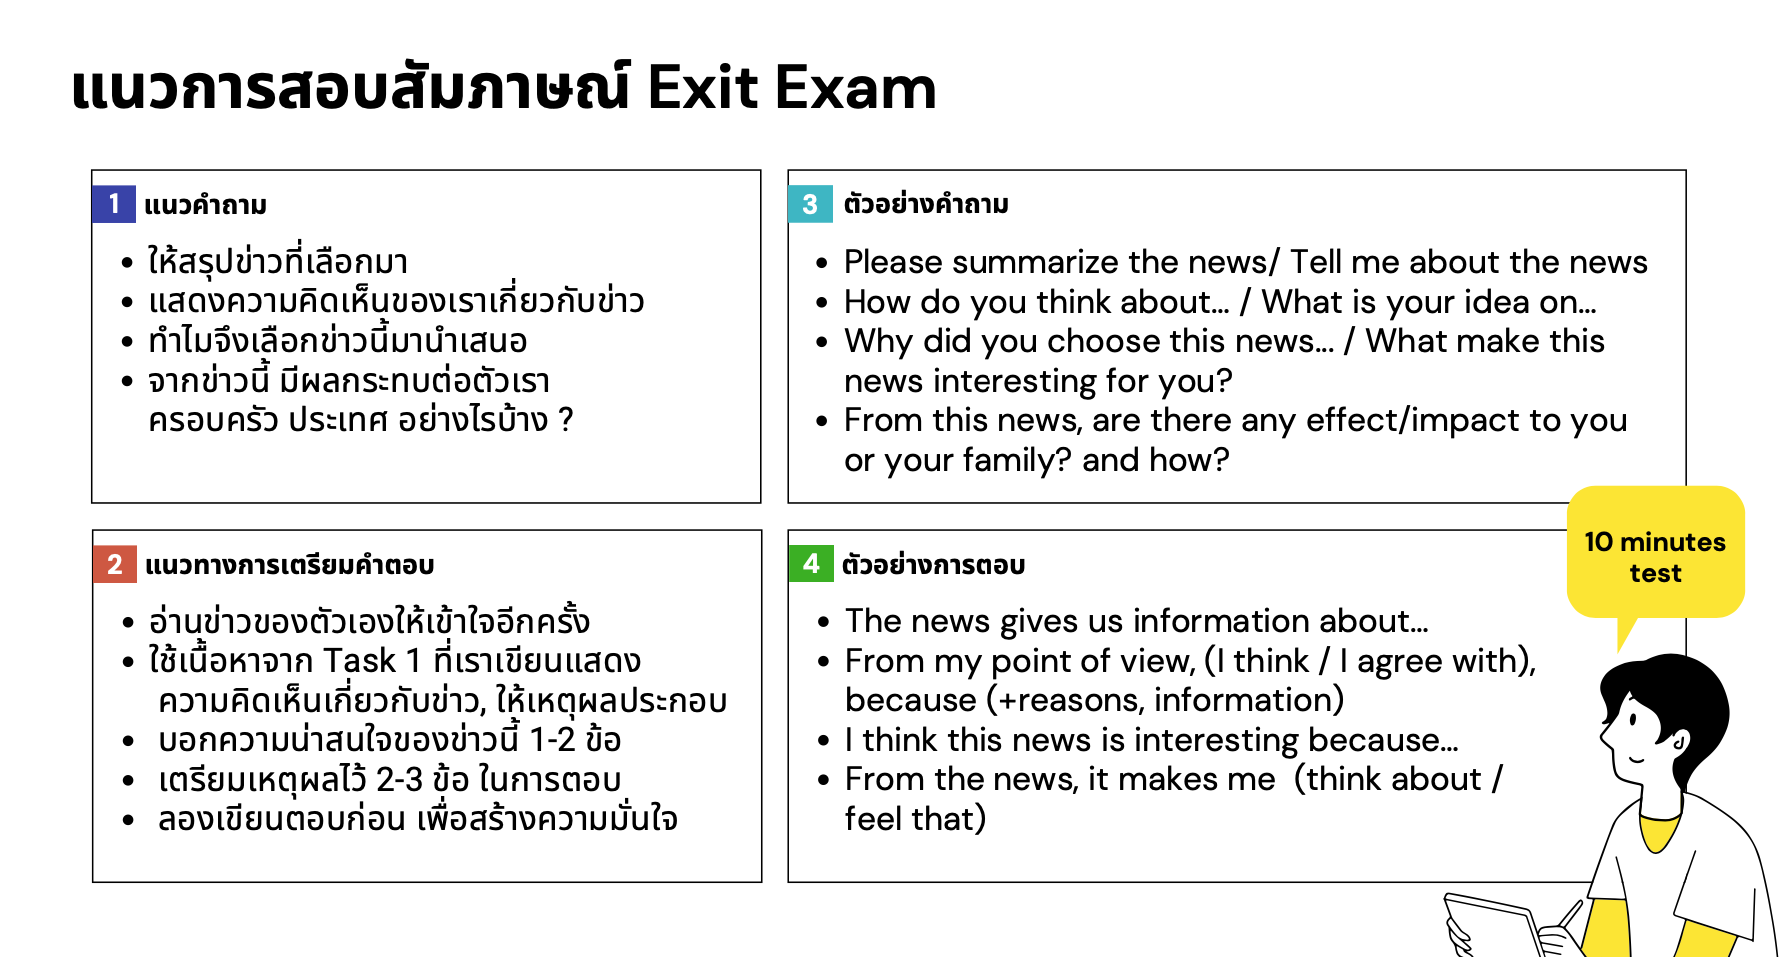 แนวการสอบสัมภาษณ์ Exit Exam
1 แนวคำถาม
• ให้สรุปข่าวที่เลือกมา
• แสดงความคิดเห็นของเราเกี่ยวกับข่าว
• ทำไมจึงเลือกข่าวนี้มานำเสนอ
• จากข่าวนี้ มีผลกระทบต่อตัวเรา
ครอบครัว ประเทศ อย่างไรบ้าง ?
2 แนวทางการเตรียมคำตอบ
• อ่านข่าวของตัวเองให้เข้าใจอีกครั้ง
• ใช้เนื้อหาจาก Task 1 ที่เราเขียนแสดง
ความคิดเห็นเกี่ยวกับข่าว, ให้เหตุผลประกอบ
• บอกความน่าสนใจของข่าวนี้ 1-2 ข้อ
• เตรียมเหตุผลไว้ 2-3 ข้อ ในการตอบ
• ลองเขียนตอบก่อน เพื่อสร้างความมั่นใจ
3 ตัวอย่างคำถาม
• Please summarize the news/ Tell me about the news
• How do you think about... / What is your idea on...
• Why did you choose this news... / What make this
news interesting for you?
• From this news, are there any effect/impact to you
or your family? and how?
4 ตัวอย่างการตอบ
• The news gives us information about...
• From my point of view, (I think / I agree with),
because (+reasons, information)
• I think this news is interesting because...
• From the news, it makes me (think about /
feel that)
10 minutes
test